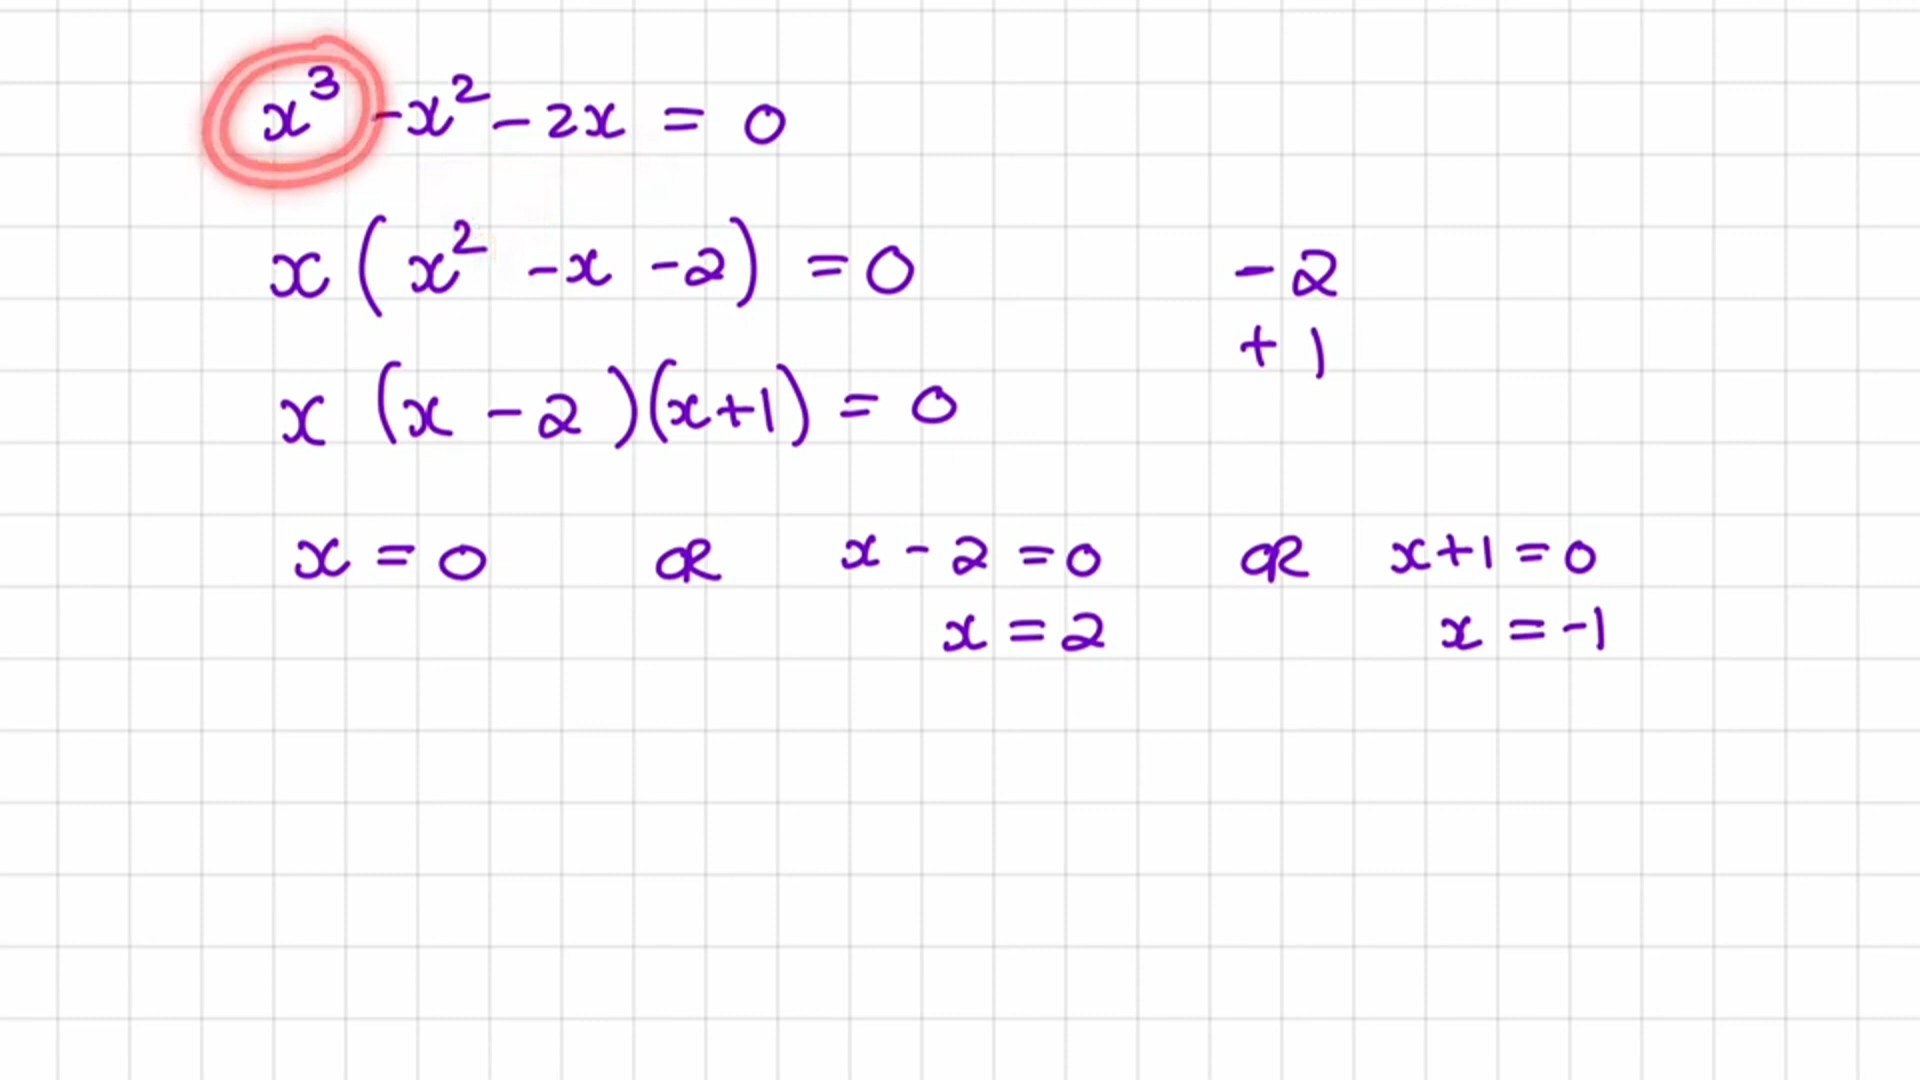 x³ - x² - 2x = 0
x(x² - x - 2) = 0
-2
+1
x(x - 2)(x+1) = 0
x = 0 OR x - 2 = 0 OR x+1 = 0
x = 2 x = -1